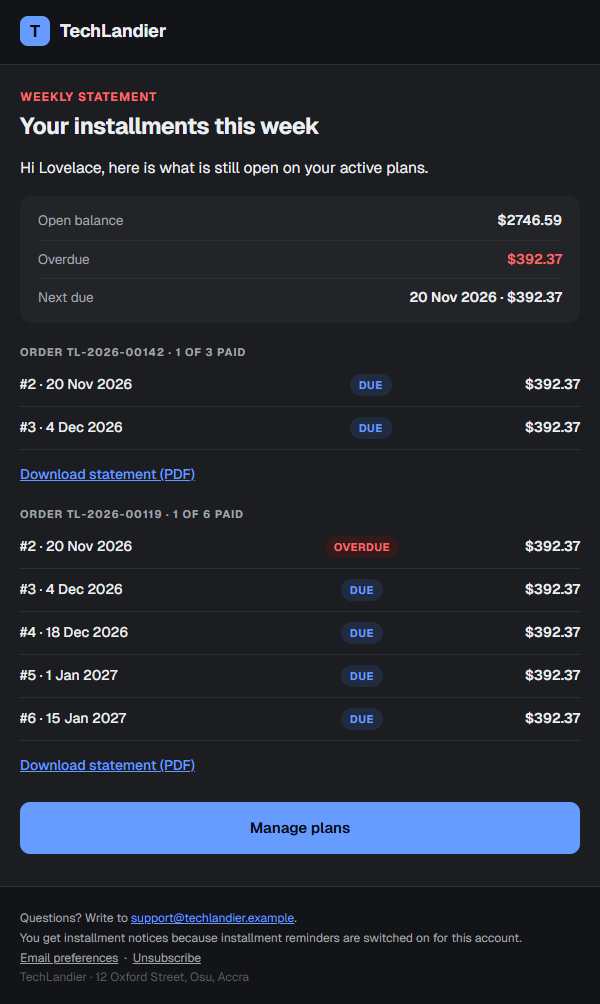 T TechLandier
WEEKLY STATEMENT
Your installments this week
Hi Lovelace, here is what is still open on your active plans.
Open balance $2746.59
Overdue $392.37
Next due 20 Nov 2026 · $392.37
ORDER TL-2026-00142 · 1 OF 3 PAID
#2 · 20 Nov 2026 DUE $392.37
#3 · 4 Dec 2026 DUE $392.37
Download statement (PDF)
ORDER TL-2026-00119 · 1 OF 6 PAID
#2 · 20 Nov 2026 OVERDUE $392.37
#3 · 4 Dec 2026 DUE $392.37
#4 · 18 Dec 2026 DUE $392.37
#5 · 1 Jan 2027 DUE $392.37
#6 · 15 Jan 2027 DUE $392.37
Download statement (PDF)
Manage plans
Questions? Write to support@techlandier.example.
You get installment notices because installment reminders are switched on for this account.
Email preferences · Unsubscribe
TechLandier · 12 Oxford Street, Osu, Accra